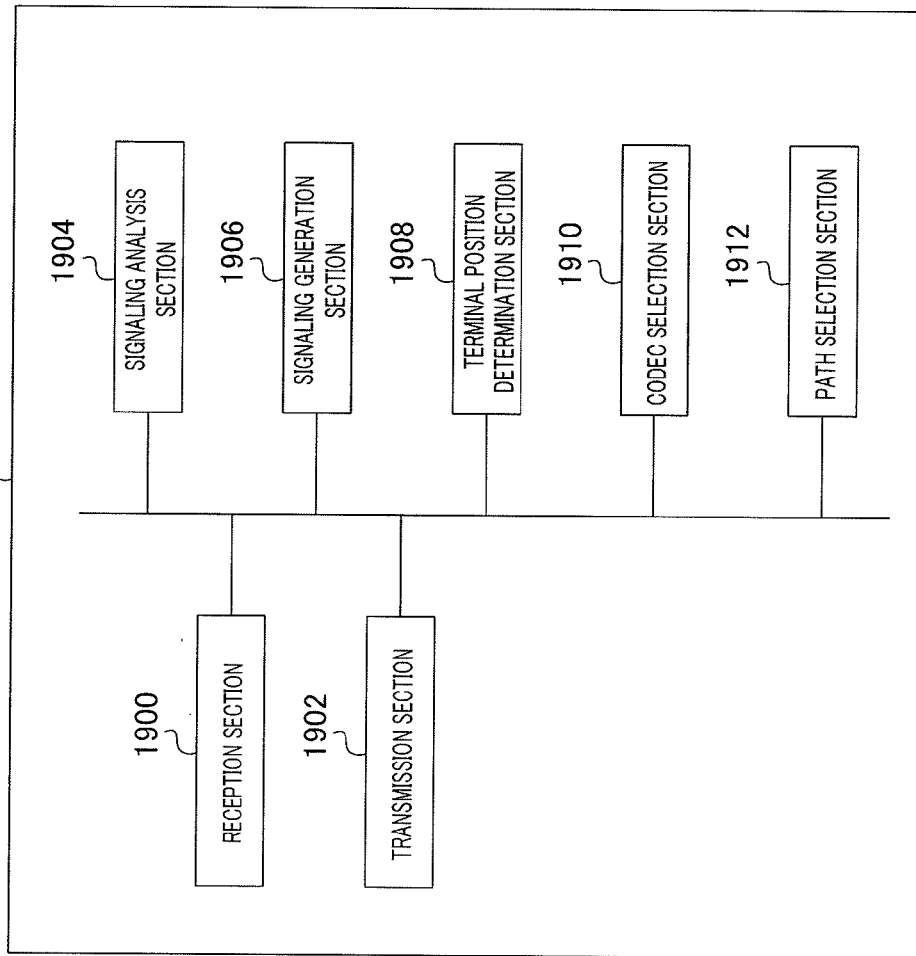 1900
RECEPTION SECTION
1902
TRANSMISSION SECTION
1904
SIGNALING ANALYSIS
SECTION
1906
SIGNALING GENERATION
SECTION
1908
TERMINAL POSITION
DETERMINATION SECTION
1910
CODEC SELECTION SECTION
1912
PATH SELECTION SECTION